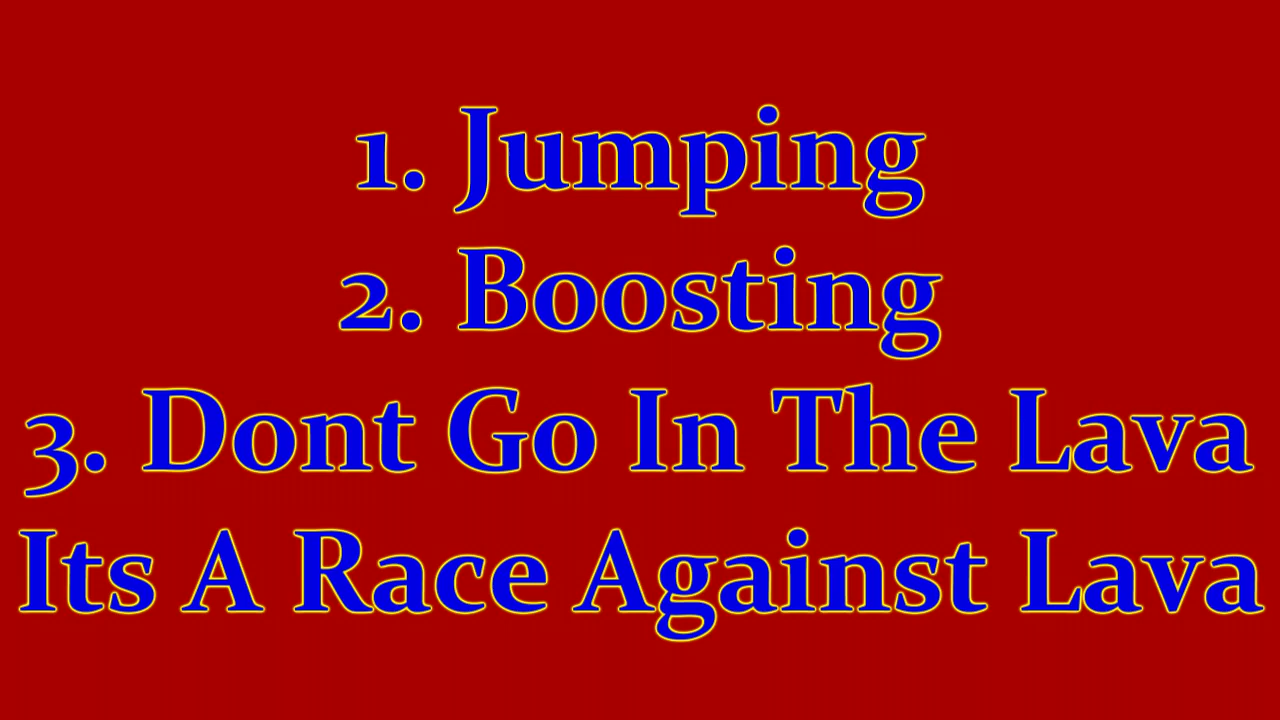 1. Jumping
2. Boosting
3. Dont Go In The Lava
Its A Race Against Lava